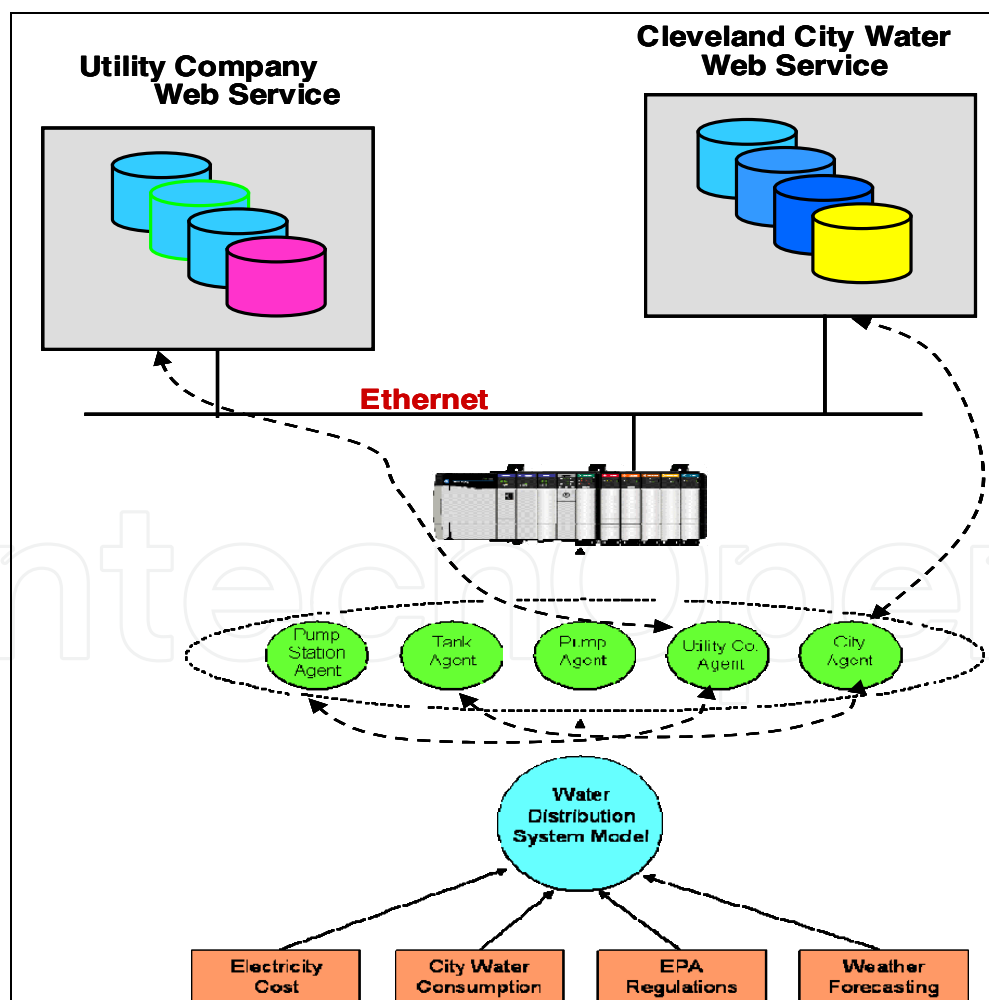 Utility Company
Web Service
Cleveland City Water
Web Service
Ethernet
Pump
Station
Agent
Tank
Agent
Pump
Agent
Utility Co.
Agent
City
Agent
Water
Distribution
System Model
Electricity
Cost
City Water
Consumption
EPA
Regulations
Weather
Forecasting